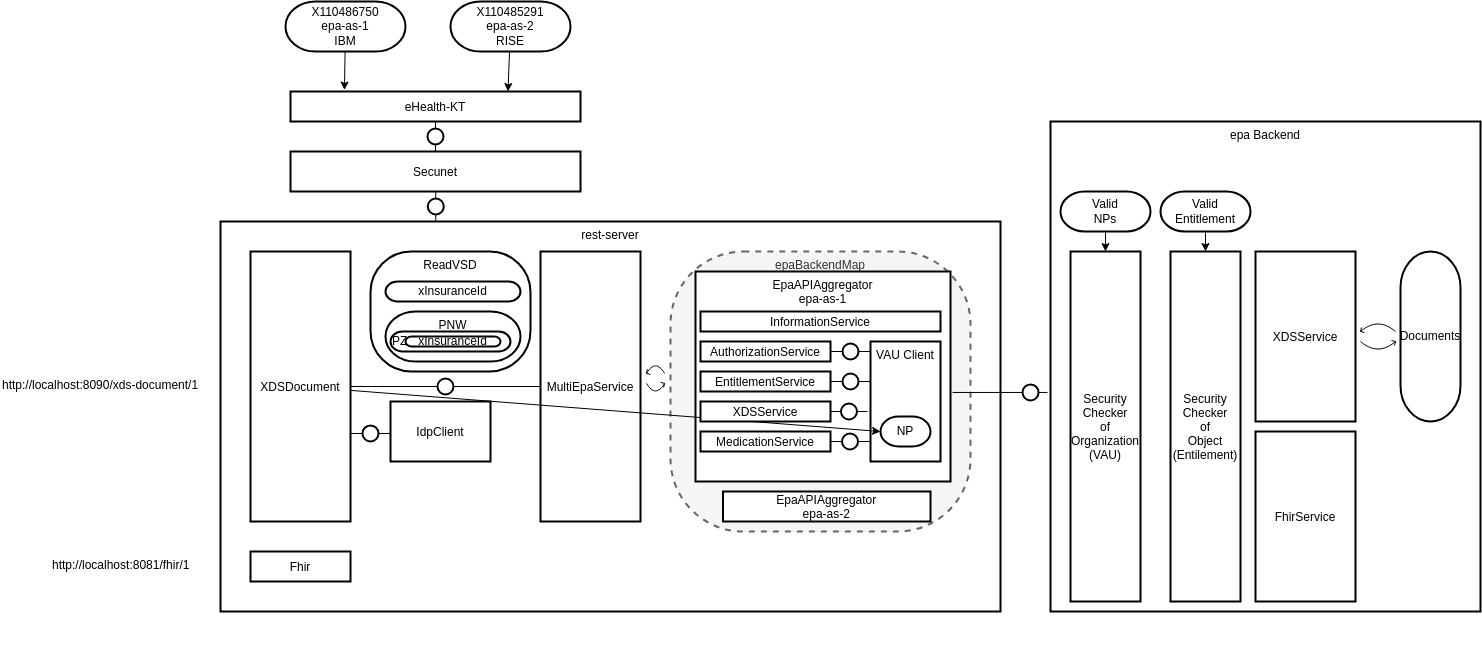 X110486750
epa-as-1
IBM
X110485291
epa-as-2
RISE
eHealth-KT
Secunet
rest-server
ReadVSD
xInsuranceId
PNW
PZ
xInsuranceId
XDSDocument
IdpClient
MultiEpaService
epaBackendMap
EpaAPIAggregator
epa-as-1
InformationService
AuthorizationService
EntitlementService
XDSService
MedicationService
VAU Client
NP
EpaAPIAggregator
epa-as-2
http://localhost:8090/xds-document/1
http://localhost:8081/fhir/1
Fhir
epa Backend
Valid
NPs
Valid
Entitlement
Security
Checker
of
Organization
(VAU)
Security
Checker
of
Object
(Entilement)
XDSService
Documents
FhirService